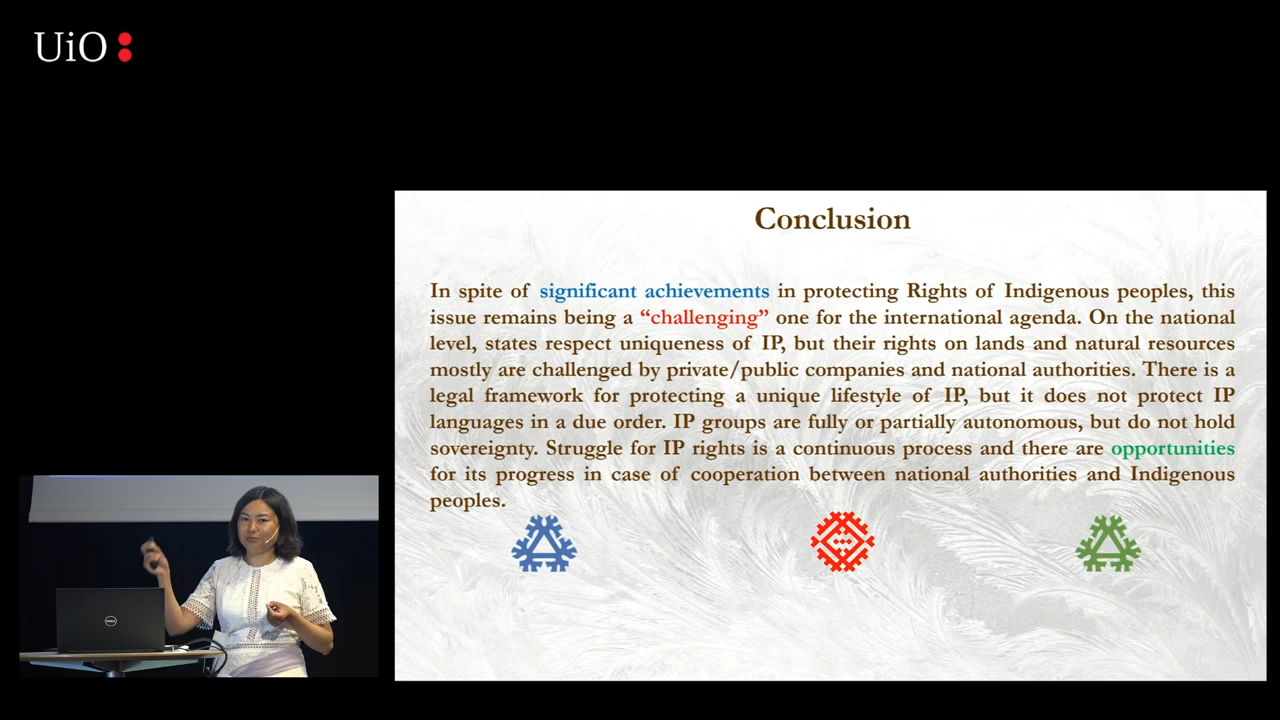 UiO
Conclusion
In spite of significant achievements in protecting Rights of Indigenous peoples, this
issue remains being a “challenging” one for the international agenda. On the national
level, states respect uniqueness of IP, but their rights on lands and natural resources
mostly are challenged by private/public companies and national authorities. There is a
legal framework for protecting a unique lifestyle of IP, but it does not protect IP
languages in a due order. IP groups are fully or partially autonomous, but do not hold
sovereignty. Struggle for IP rights is a continuous process and there are opportunities
for its progress in case of cooperation between national authorities and Indigenous
peoples.
DELL